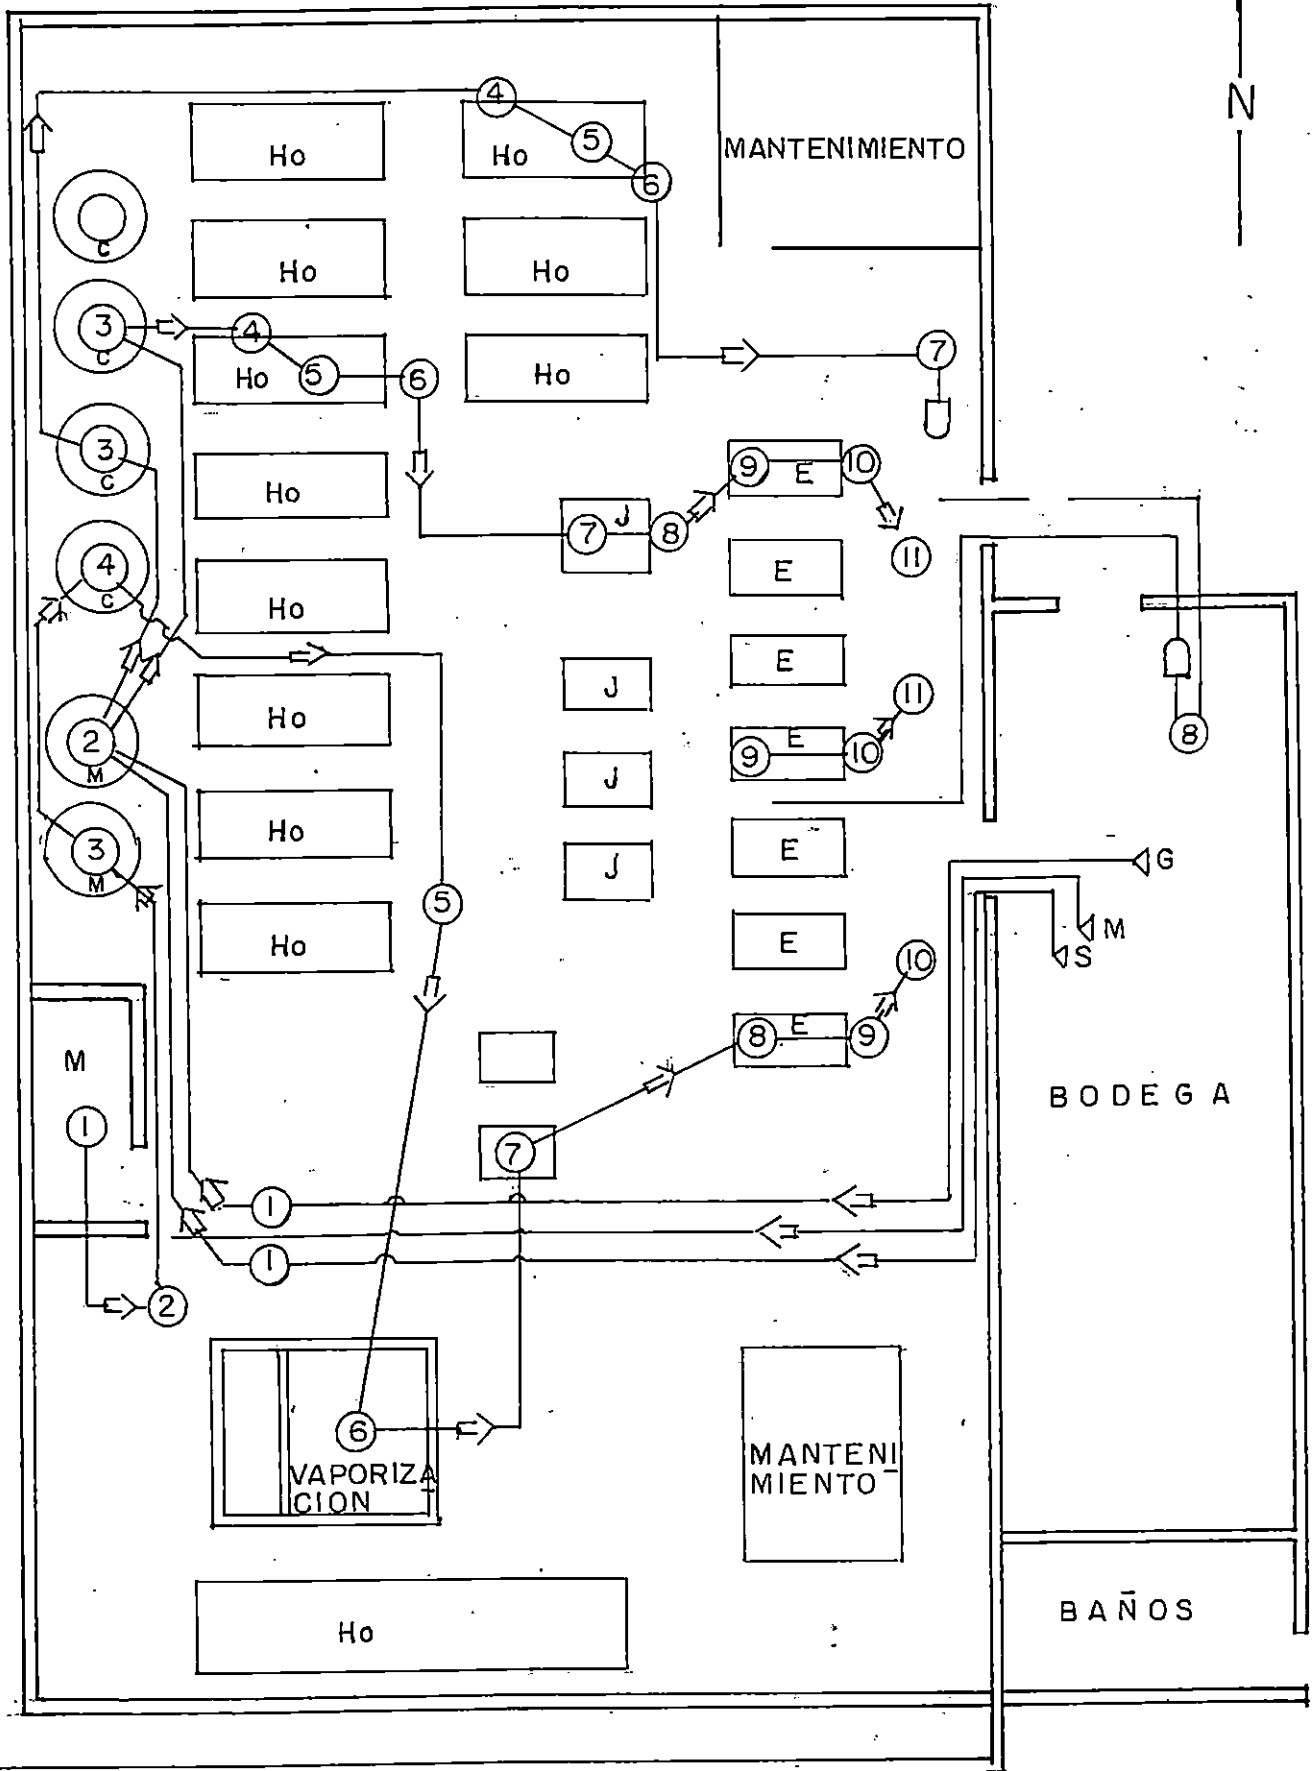 N
4
5
Ho
Ho
6
MANTENIMIENTO
C
Ho
Ho
3
C
4
Ho
5
6
Ho
7
3
C
Ho
9
E
10
7
J
8
11
4
C
Ho
E
E
J
11
2
M
Ho
9
E
10
8
J
3
M
Ho
J
E
G
5
M
S
Ho
E
10
8
E
9
M
1
BODEGA
7
1
1
2
6
VAPORIZA
CION
MANTENI
MIENTO
Ho
BAÑOS